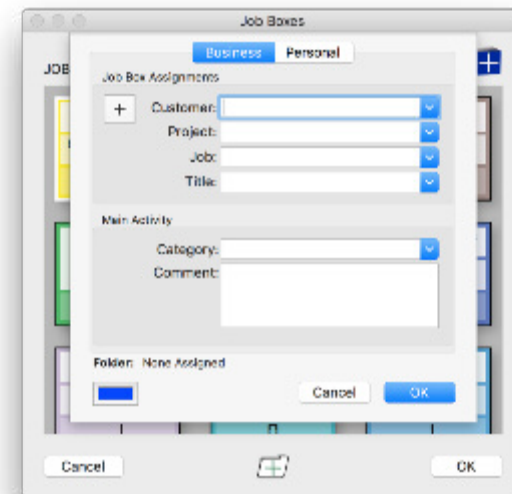 Job Boxes
Business Personal
JOB
Job Box Assignments
+
Customer:
Project:
Job:
Title:
Main Activity
Category:
Comment:
Folder: None Assigned
Cancel OK
Cancel OK